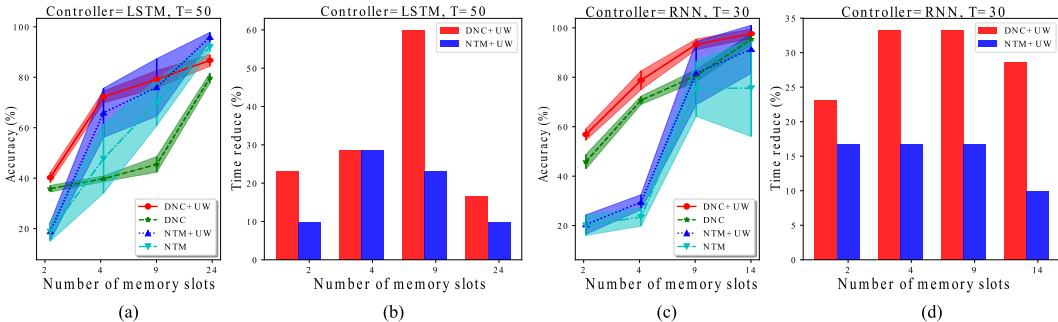 Controller=LSTM, T=50
100
80
60
40
20
Accuracy (%)
DNC+UW
DNC
NTM+UW
NTM
2
4
9
24
Number of memory slots
(a)
Controller=LSTM, T=50
60
50
40
30
20
10
0
Time reduce (%)
DNC+UW
NTM+UW
2
4
9
24
Number of memory slots
(b)
Controller=RNN, T=30
100
80
60
40
20
Accuracy (%)
DNC+UW
DNC
NTM+UW
NTM
2
4
9
14
Number of memory slots
(c)
Controller=RNN, T=30
35
30
25
20
15
10
5
0
Time reduce (%)
DNC+UW
NTM+UW
2
4
9
14
Number of memory slots
(d)